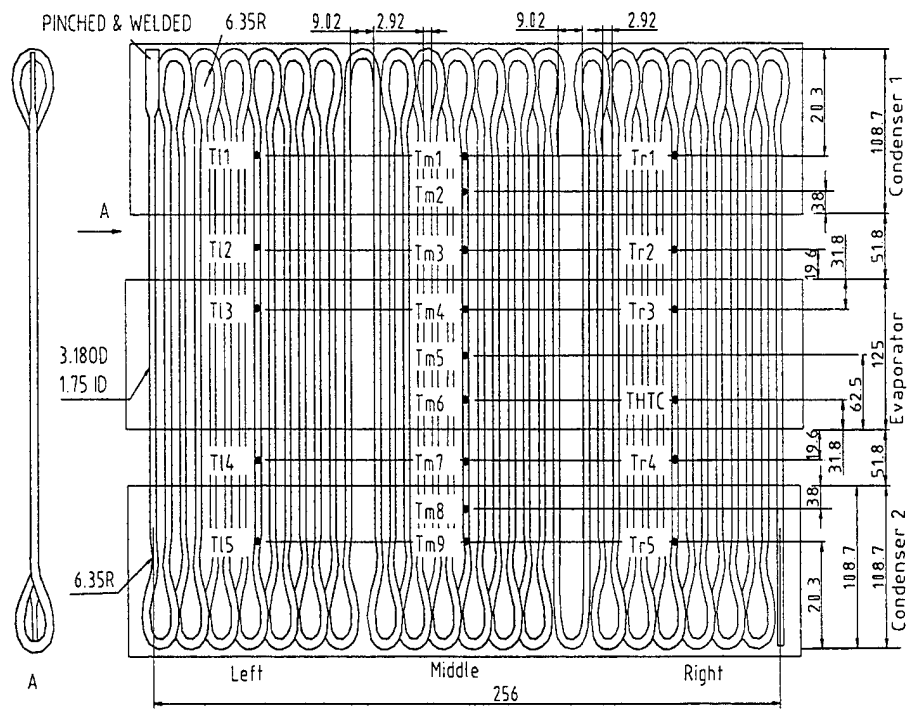 PINCHED & WELDED
6.35R
9.02
2.92
9.02
2.92
20.3
108.7
Condenser 1
Tl1
Tm1
Tr1
A
Tm2
38
Tl2
Tm3
Tr2
19.6
31.8
51.8
Tl3
Tm4
Tr3
3.18OD
1.75 ID
Tm5
Tm6
THTC
62.5
125
Evaporator
Tl4
Tm7
Tr4
19.6
31.8
51.8
Tm8
38
Tl5
Tm9
Tr5
6.35R
20.3
108.7
108.7
Condenser 2
A
Left
Middle
Right
256